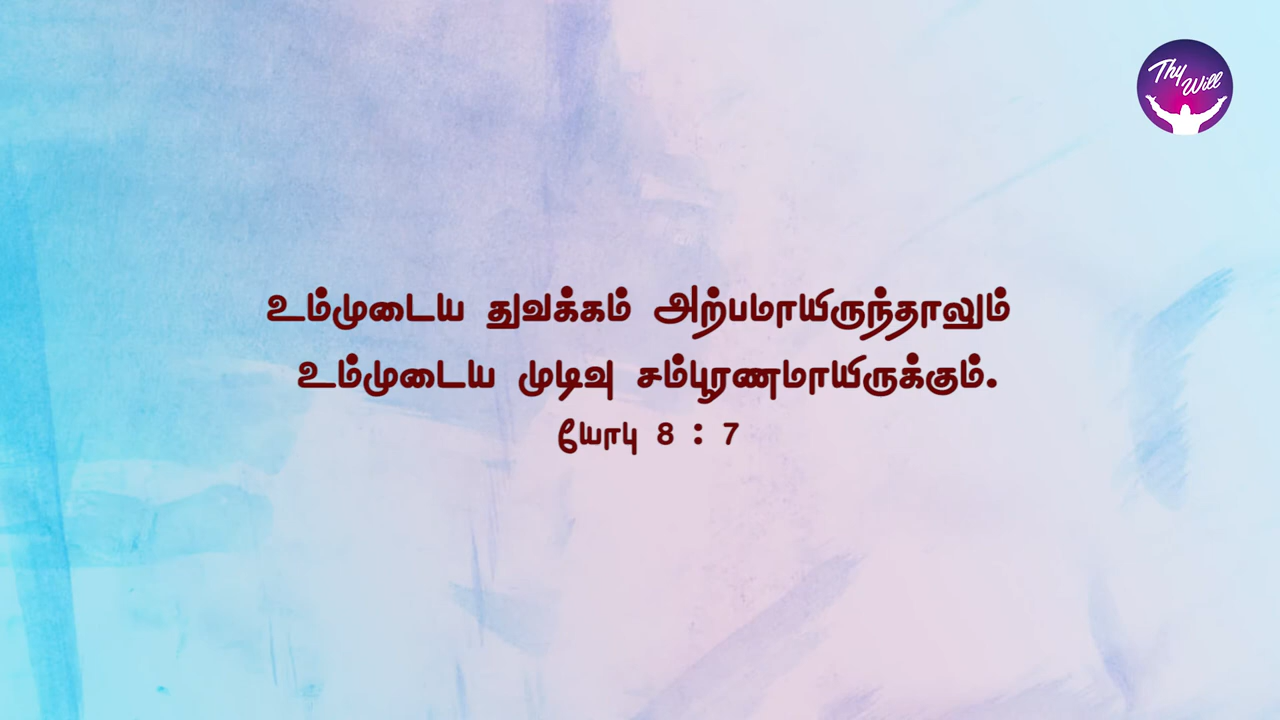 Thy
Will
உம்முடைய துவக்கம் அற்பமாயிருந்தாலும்
உம்முடைய முடிவு சம்பூரணமாயிருக்கும்.
யோபு 8 : 7